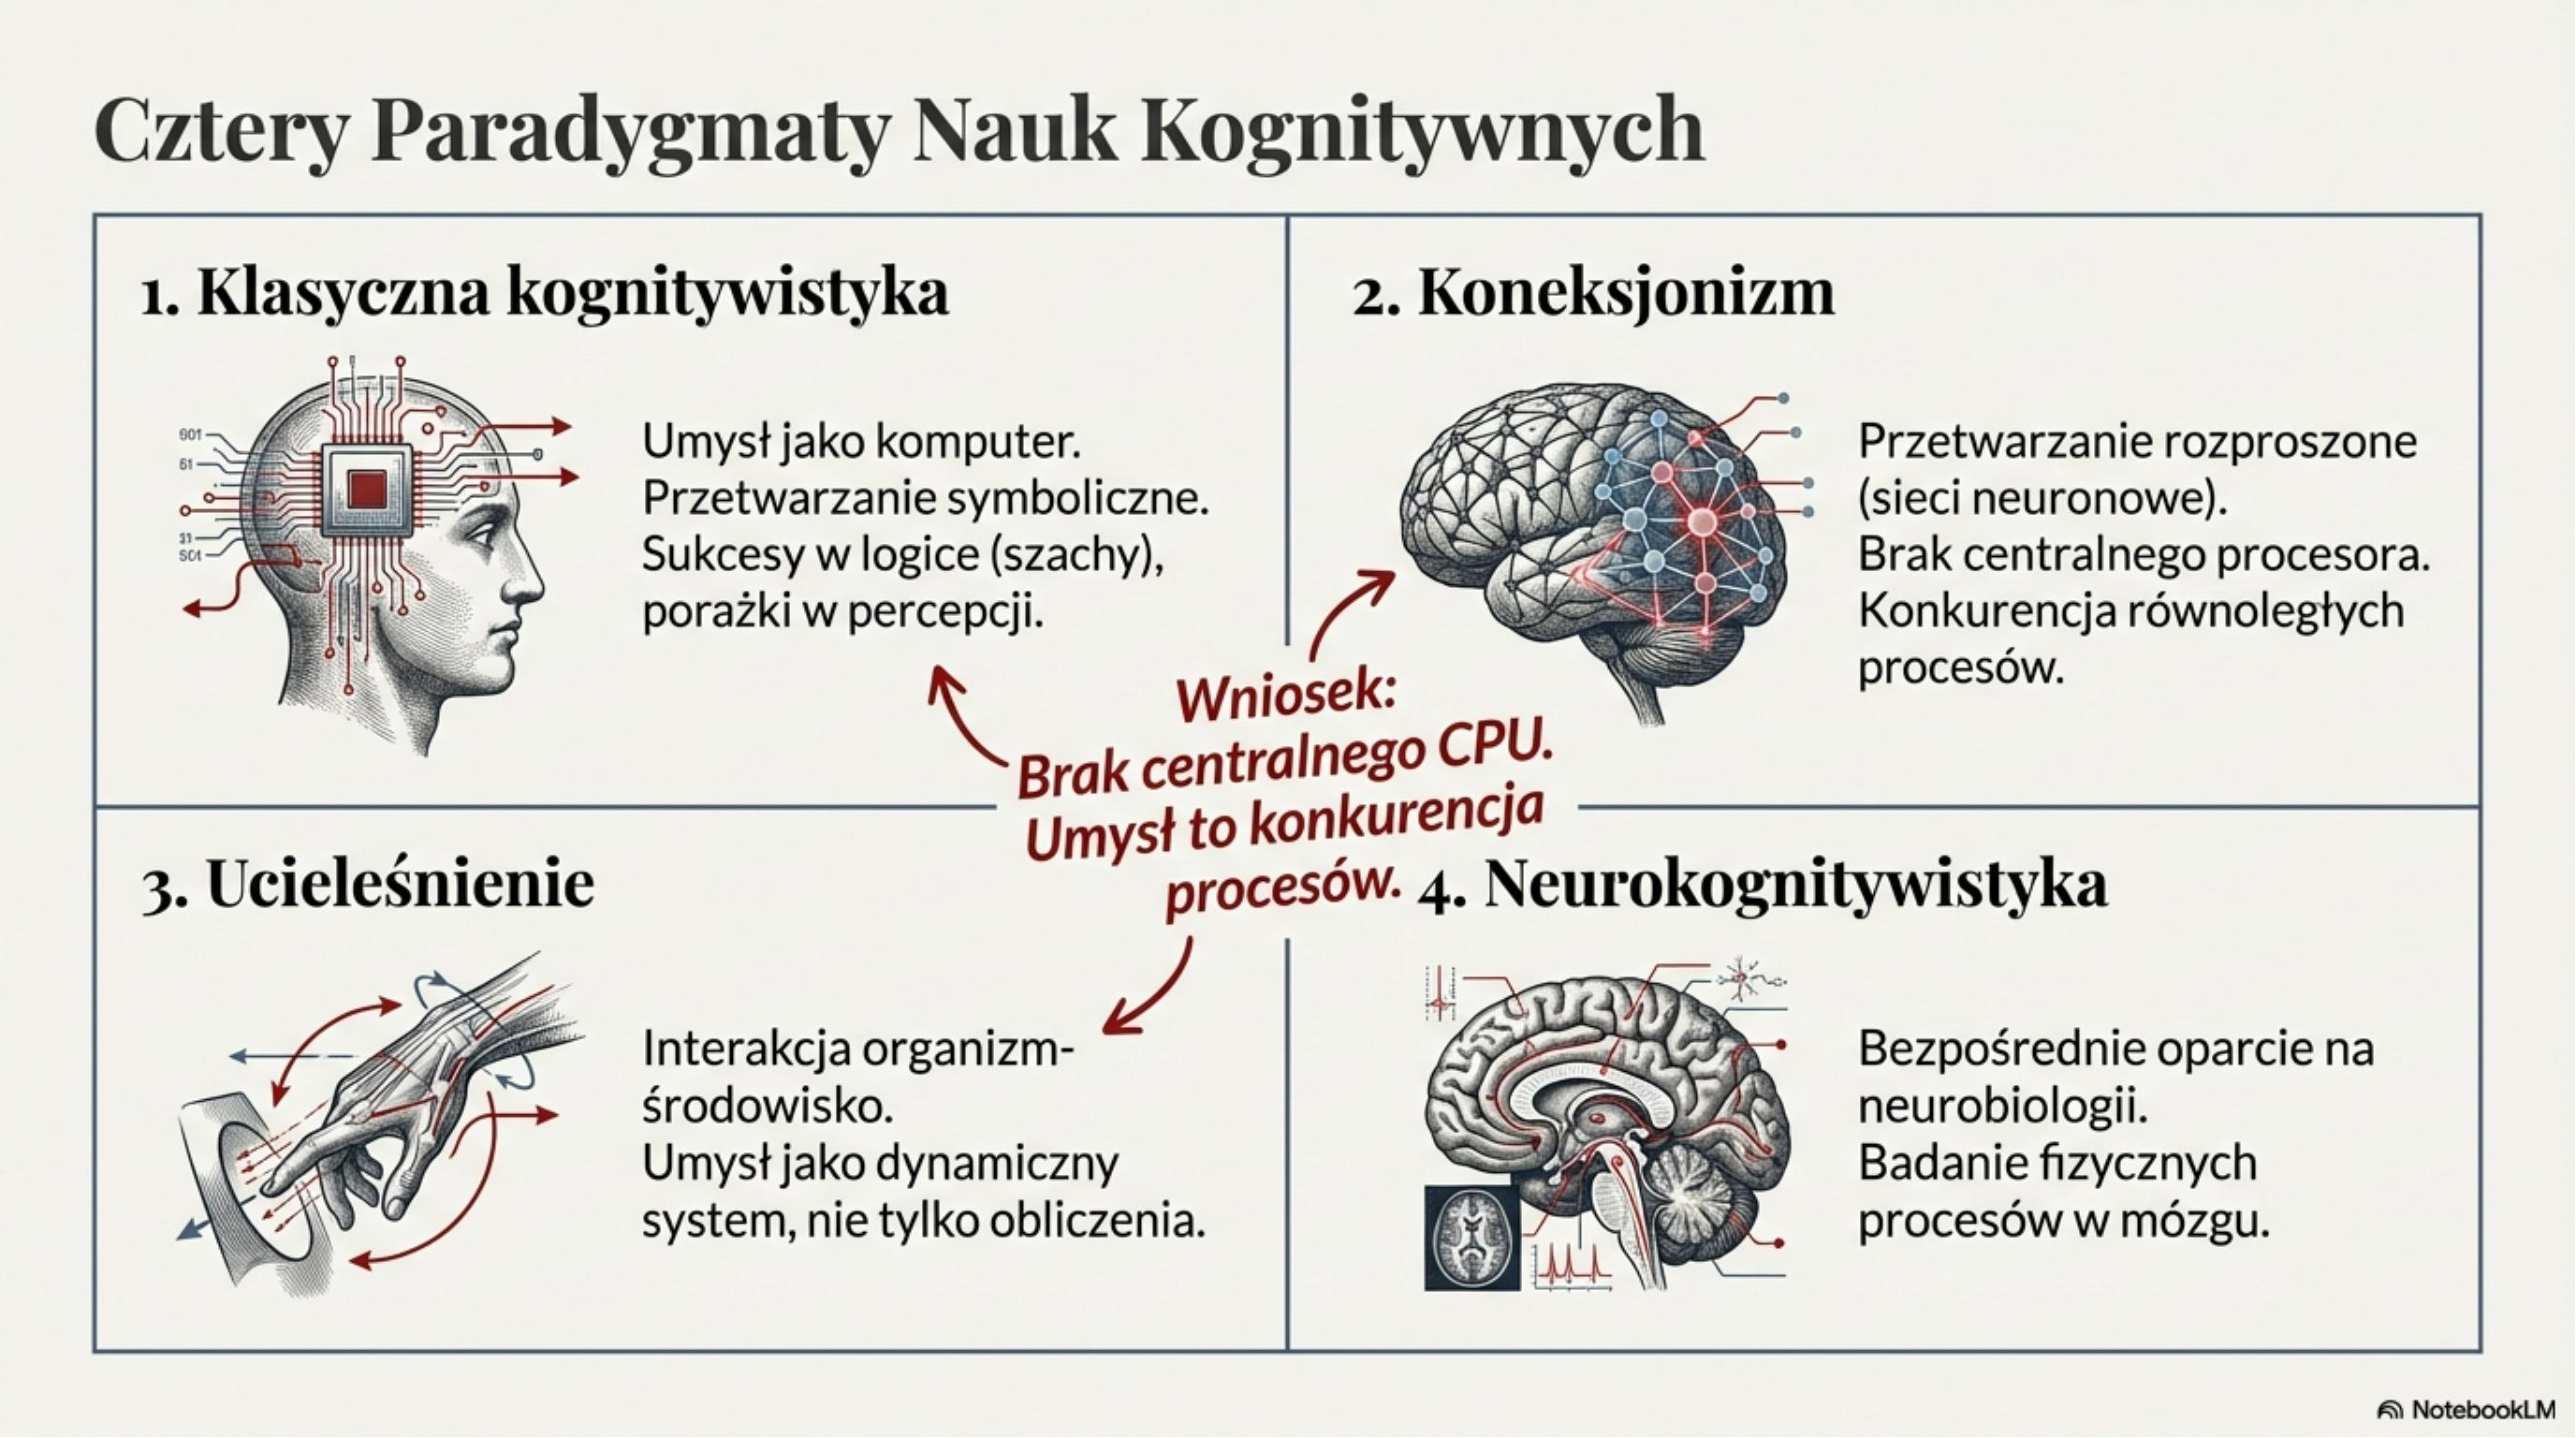 Cztery Paradygmaty Nauk Kognitywnych
1. Klasyczna kognitywistyka
Umysł jako komputer.
Przetwarzanie symboliczne.
Sukcesy w logice (szachy),
porażki w percepcji.
2. Koneksjonizm
Przetwarzanie rozproszone
(sieci neuronowe).
Brak centralnego procesora.
Konkurencja równoległych
procesów.
Wniosek:
Brak centralnego CPU.
Umysł to konkurencja
procesów.
3. Ucieleśnienie
Interakcja organizm-
środowisko.
Umysł jako dynamiczny
system, nie tylko obliczenia.
4. Neurokognitywistyka
Bezpośrednie oparcie na
neurobiologii.
Badanie fizycznych
procesów w mózgu.
NotebookLM